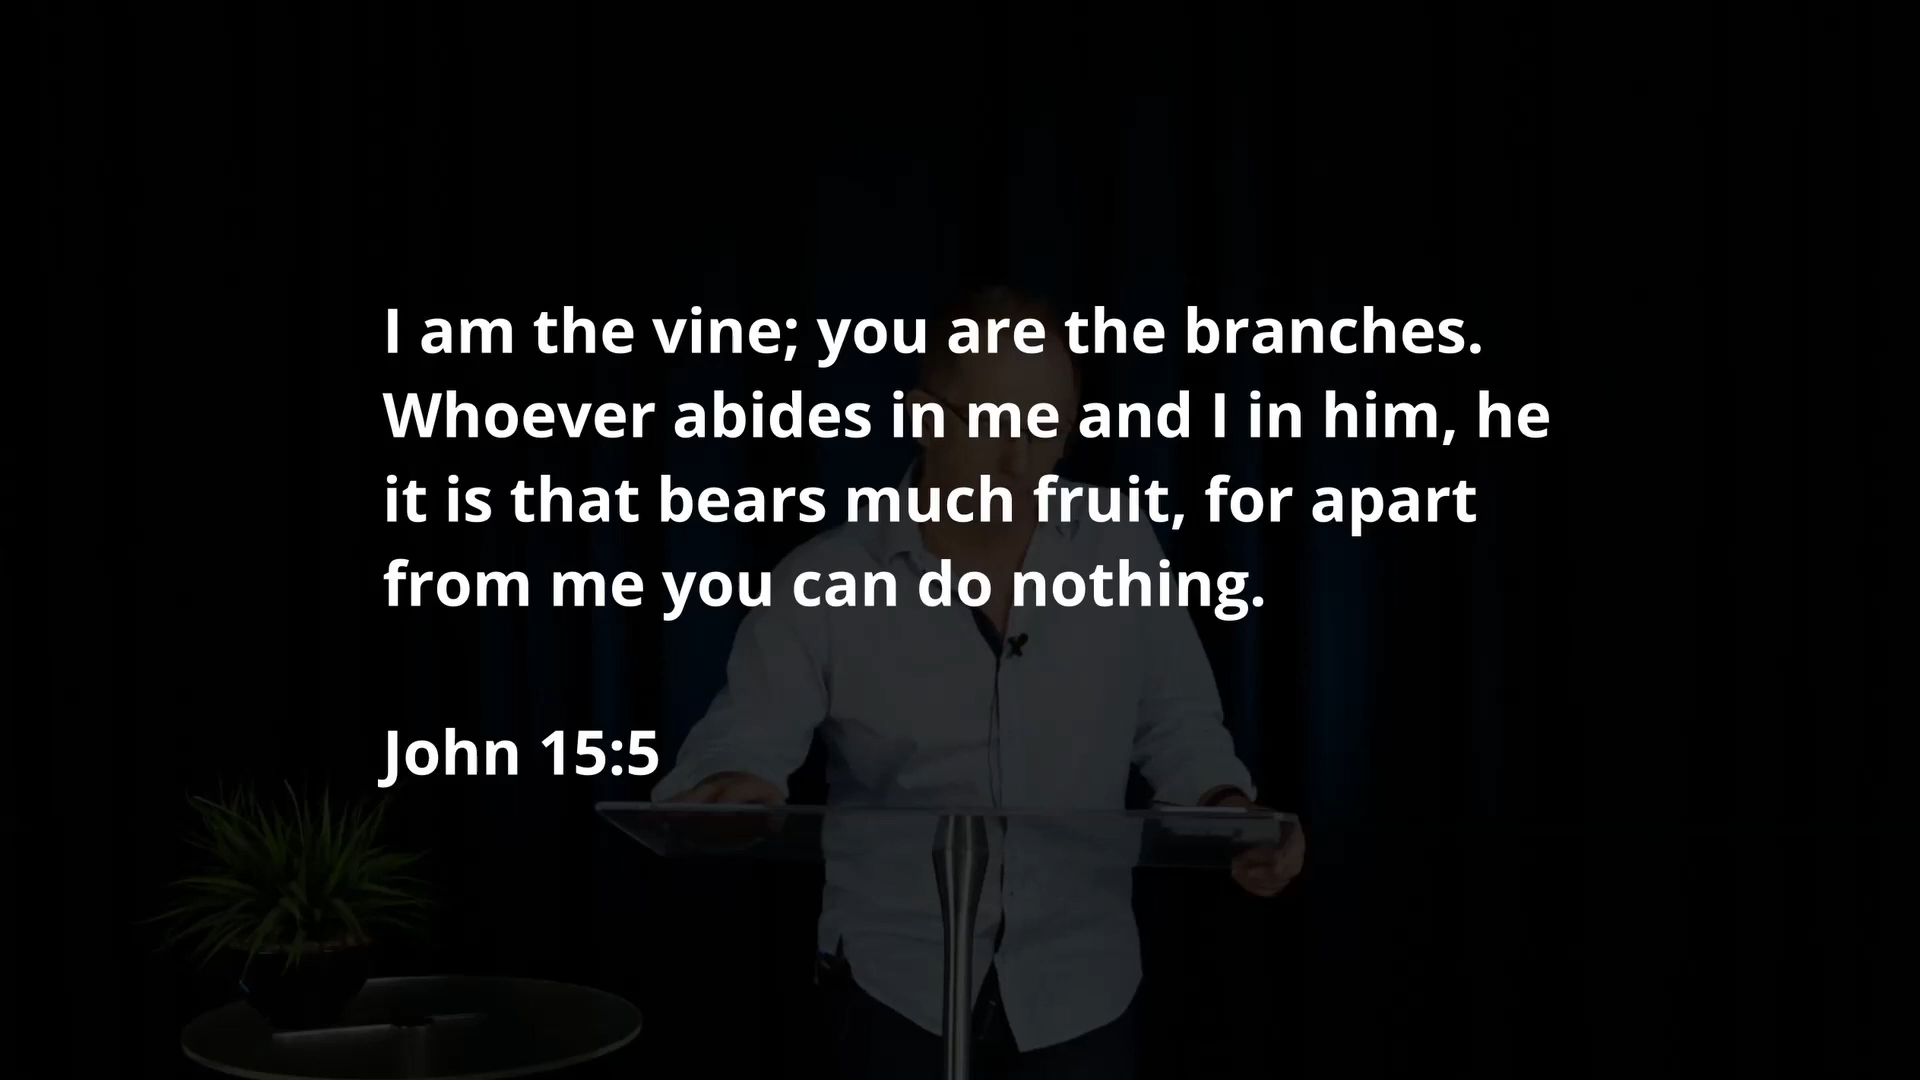 I am the vine; you are the branches.
Whoever abides in me and I in him, he
it is that bears much fruit, for apart
from me you can do nothing.
John 15:5